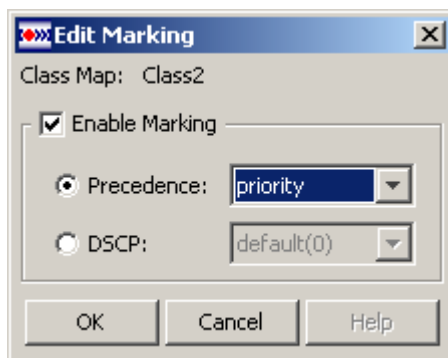 Edit Marking
Class Map: Class2
Enable Marking
Precedence: priority
DSCP: default(0)
OK Cancel Help